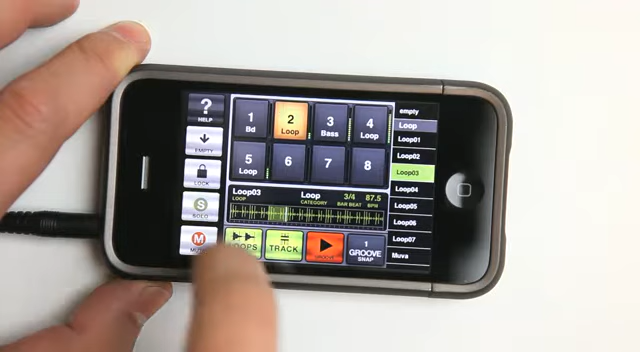 ?
HELP
EMPTY
LOCK
S
SOLO
M
1
Bd
2
Loop
3
Bass
4
Loop
5
Loop
6
7
8
Loop03
LOOP
Loop
CATEGORY
3/4
BAR BEAT
87.5
BPM
TRACK
1
GROOVE
SNAP
empty
Loop
Loop01
Loop02
Loop03
Loop04
Loop05
Loop06
Loop07
Muva